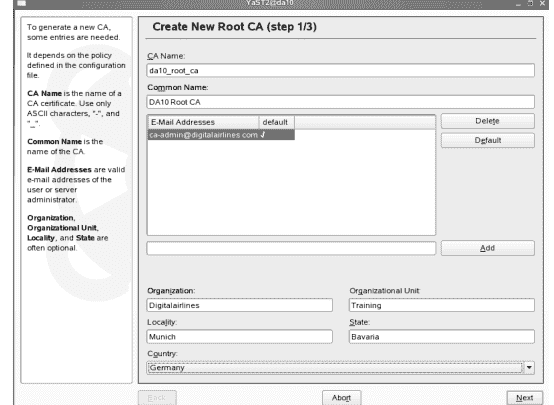 YaST2@da10
To generate a new CA,
some entries are needed.
It depends on the policy
defined in the configuration
file.
CA Name is the name of a
CA certificate. Use only
ASCII characters, "-", and
"_".
Common Name is the
name of the CA.
E-Mail Addresses are valid
e-mail addresses of the
user or server
administrator.
Organization,
Organizational Unit,
Locality, and State are
often optional.
Create New Root CA (step 1/3)
CA Name:
da10_root_ca
Common Name:
DA10 Root CA
E-Mail Addresses default
ca-admin@digitalairlines.com √
Delete
Default
Add
Organization:
Organizational Unit:
Digitalairlines
Training
Locality:
State:
Munich
Bavaria
Country:
Germany
Back
Abort
Next